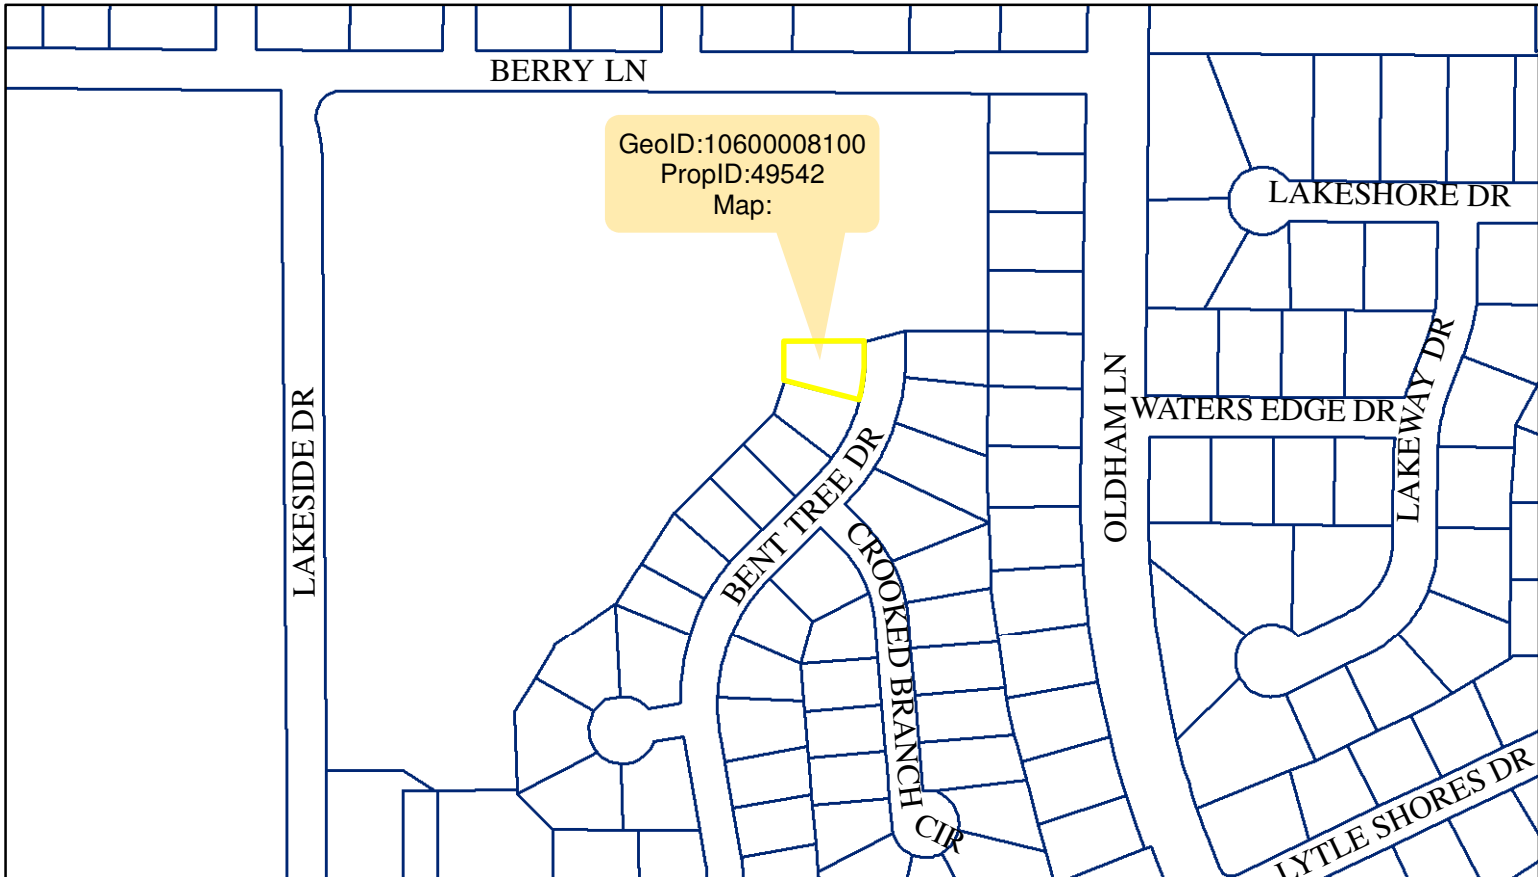 BERRY LN
GeoID:10600008100
PropID:49542
Map:
LAKESHORE DR
LAKESIDE DR
OLDHAM LN
WATERS EDGE DR
LAKEWAY DR
BENT TREE DR
CROOKED BRANCH CIR
LYTLE SHORES DR